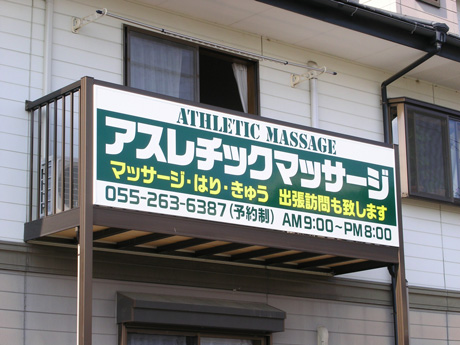 ATHLETIC MASSAGE
アスレチックマッサージ
マッサージ・はり・きゅう 出張訪問も致します
055-263-6387(予約制) AM9:00~PM8:00